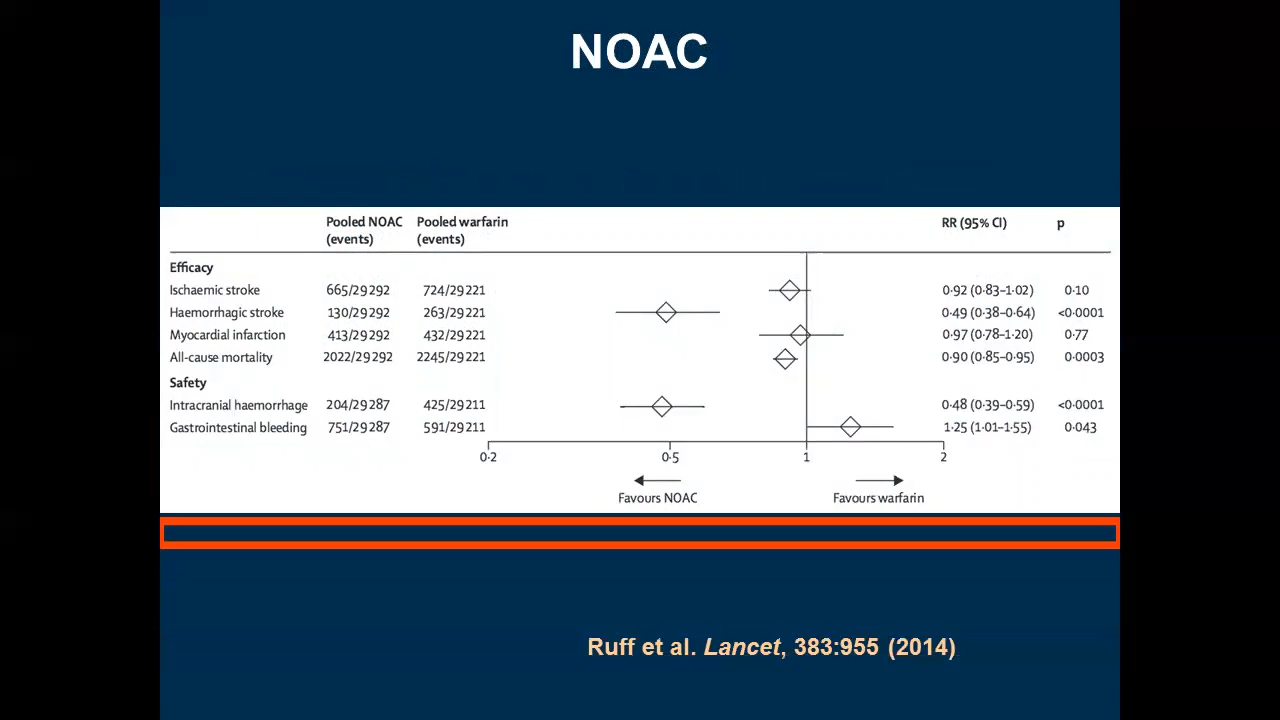 NOAC
Pooled NOAC Pooled warfarin RR (95% CI) p
(events) (events)
Efficacy
Ischaemic stroke 665/29292 724/29221 0·92 (0·83–1·02) 0·10
Haemorrhagic stroke 130/29292 263/29221 0·49 (0·38–0·64) <0·0001
Myocardial infarction 413/29292 432/29221 0·97 (0·78–1·20) 0·77
All-cause mortality 2022/29292 2245/29221 0·90 (0·85–0·95) 0·0003
Safety
Intracranial haemorrhage 204/29287 425/29211 0·48 (0·39–0·59) <0·0001
Gastrointestinal bleeding 751/29287 591/29211 1·25 (1·01–1·55) 0·043
0·2 0·5 1 2
Favours NOAC Favours warfarin
Ruff et al. Lancet, 383:955 (2014)